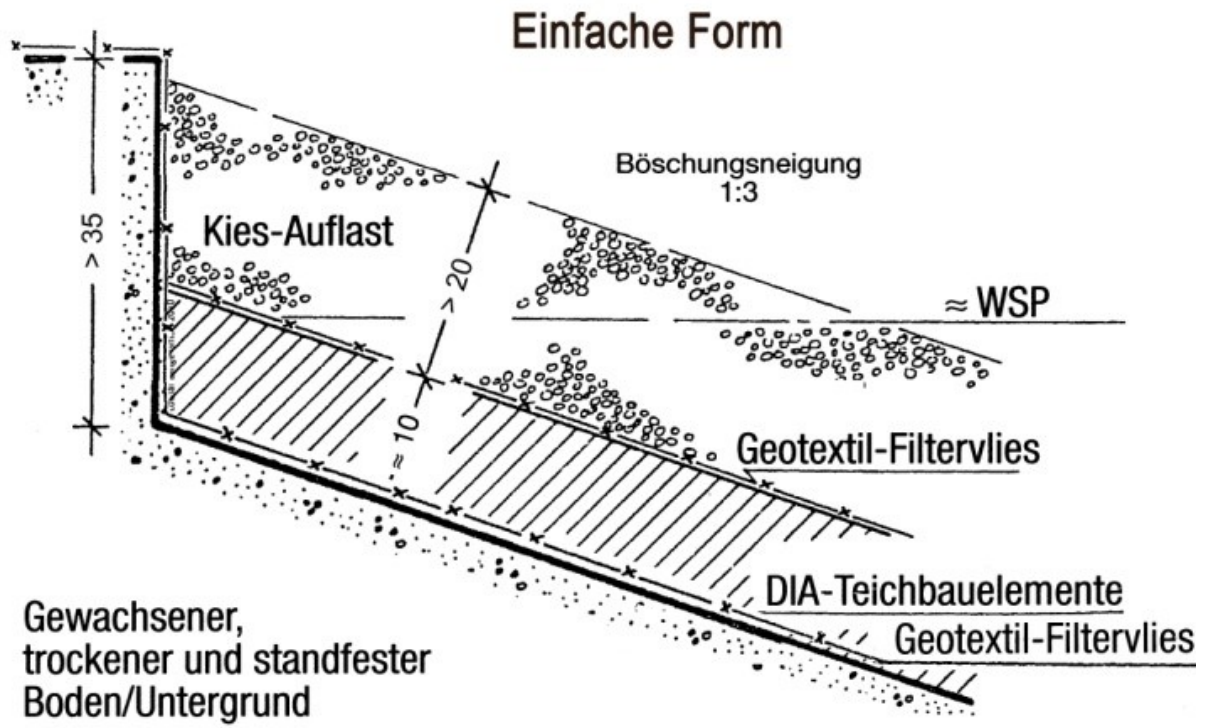 Einfache Form
Böschungsneigung
1:3
> 35
Kies-Auflast
> 20
≈ WSP
≈ 10
Geotextil-Filtervlies
DIA-Teichbauelemente
Geotextil-Filtervlies
Gewachsener,
trockener und standfester
Boden/Untergrund